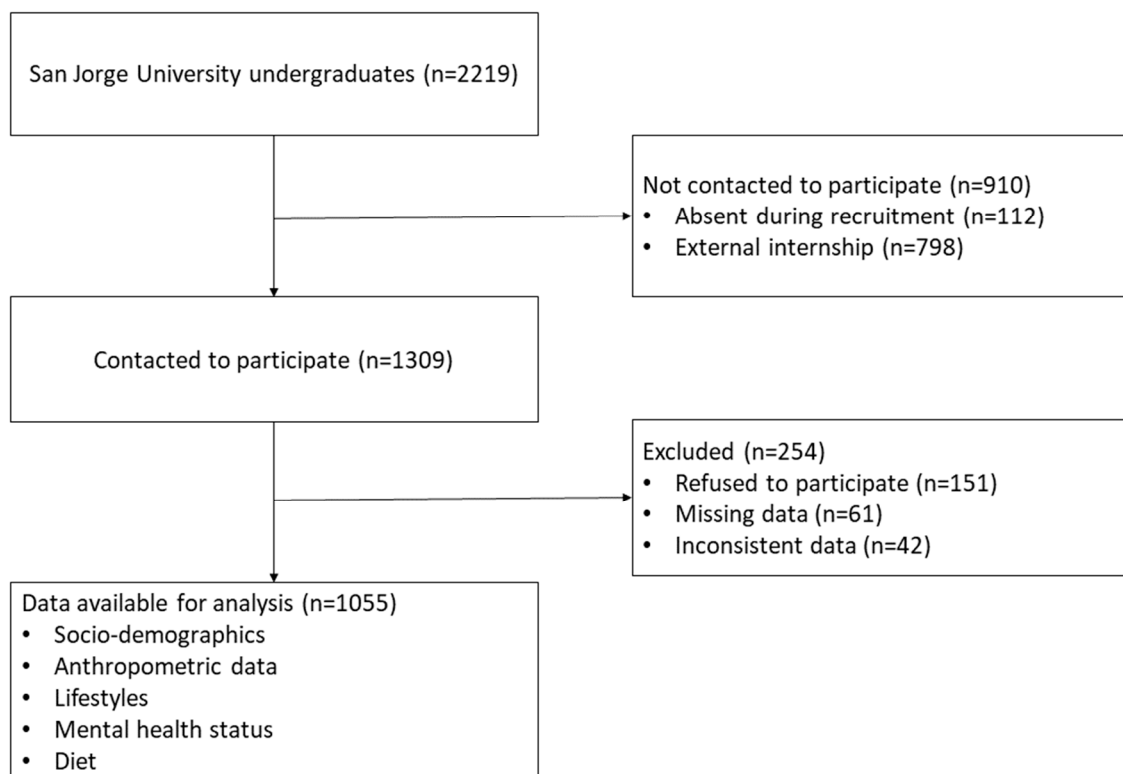 San Jorge University undergraduates (n=2219)
Not contacted to participate (n=910)
• Absent during recruitment (n=112)
• External internship (n=798)
Contacted to participate (n=1309)
Excluded (n=254)
• Refused to participate (n=151)
• Missing data (n=61)
• Inconsistent data (n=42)
Data available for analysis (n=1055)
• Socio-demographics
• Anthropometric data
• Lifestyles
• Mental health status
• Diet